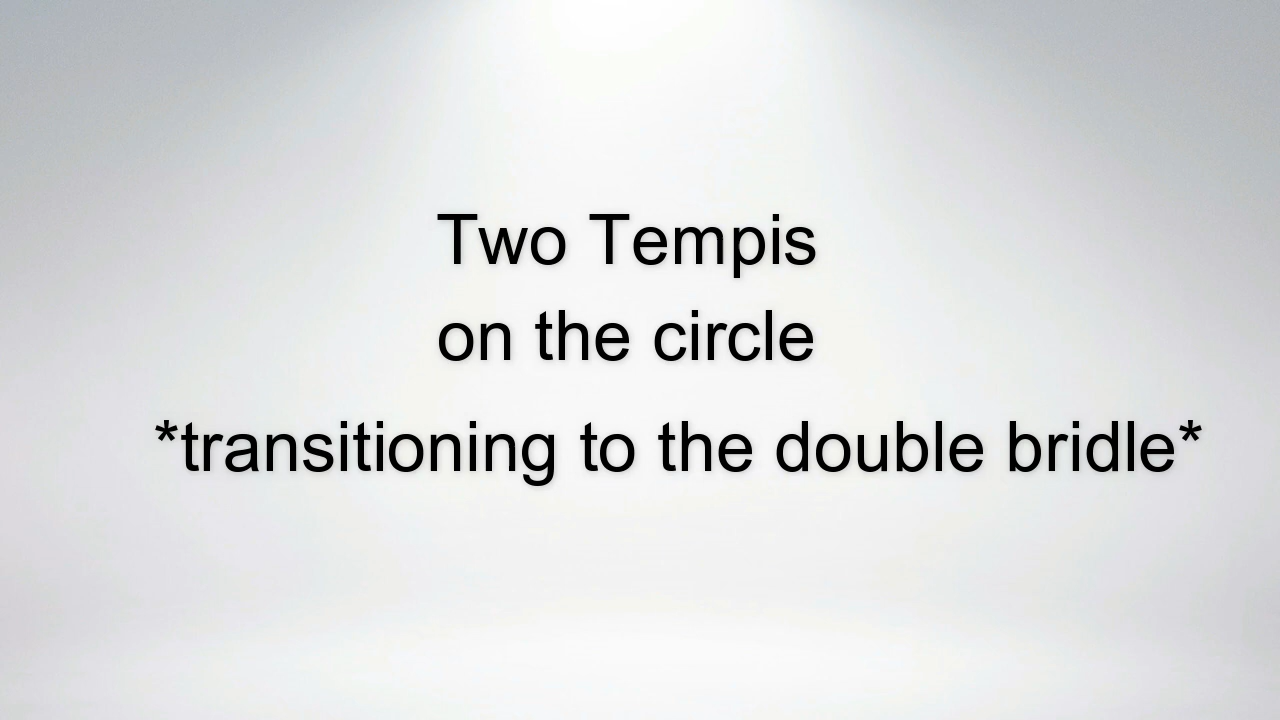 Two Tempis
on the circle
*transitioning to the double bridle*